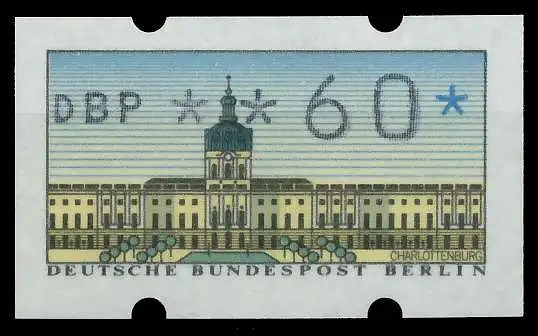 DBP * * 60 *
CHARLOTTENBURG
DEUTSCHE BUNDESPOST BERLIN